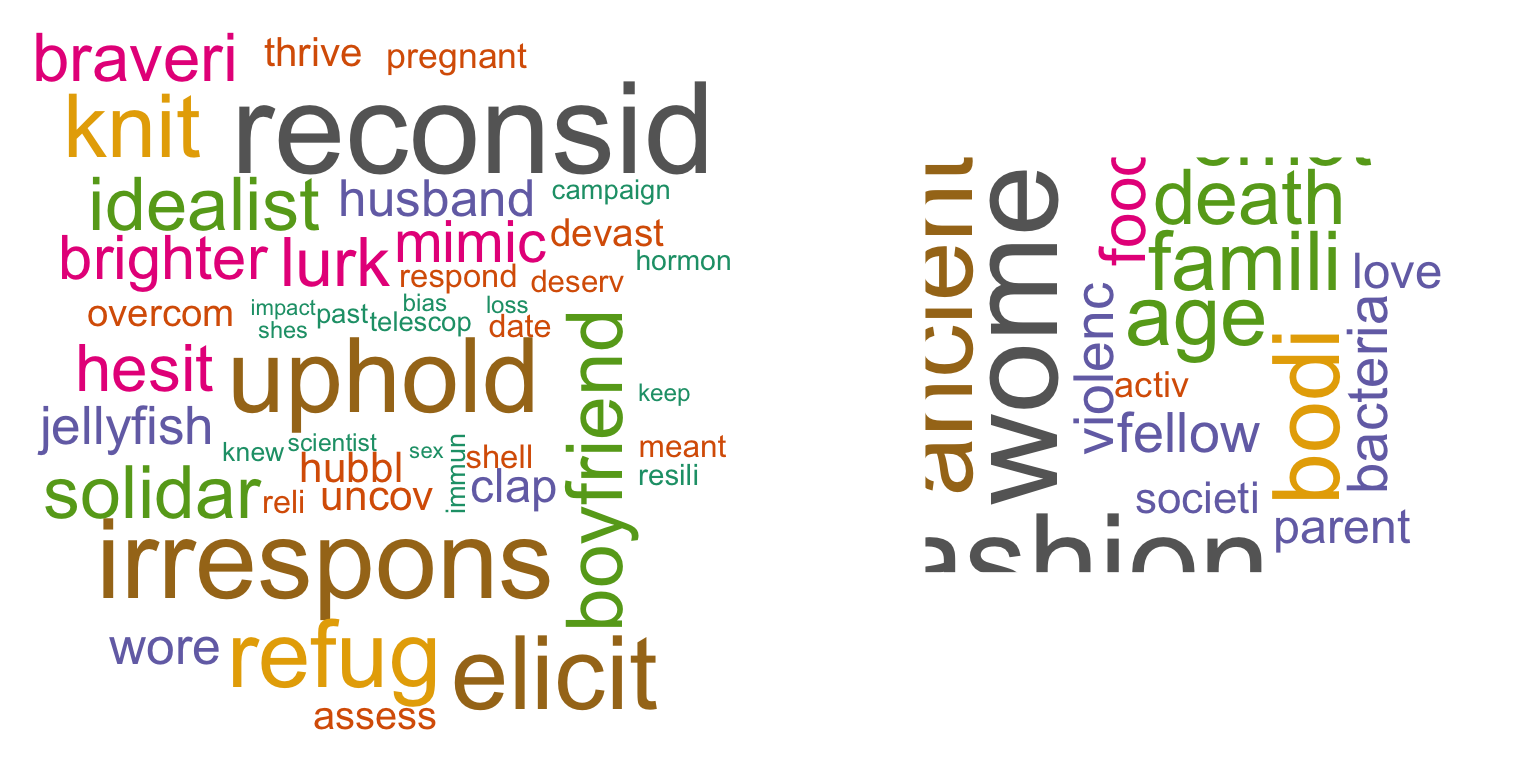 braveri
thrive
pregnant
knit
reconsid
idealist
husband
campaign
brighter
lurk
mimic
devast
hormon
respond
deserv
overcom
impact
past
bias
loss
shes
telescop
date
hesit
uphold
boyfriend
keep
jellyfish
knew
scientist
sex
immun
shell
meant
hubbl
solidar
reli
uncov
clap
resili
irrespons
wore
refug
elicit
assess
ancient
wome
food
death
famili
love
violenc
age
activ
fellow
bodi
bacteria
societi
parent
ashion